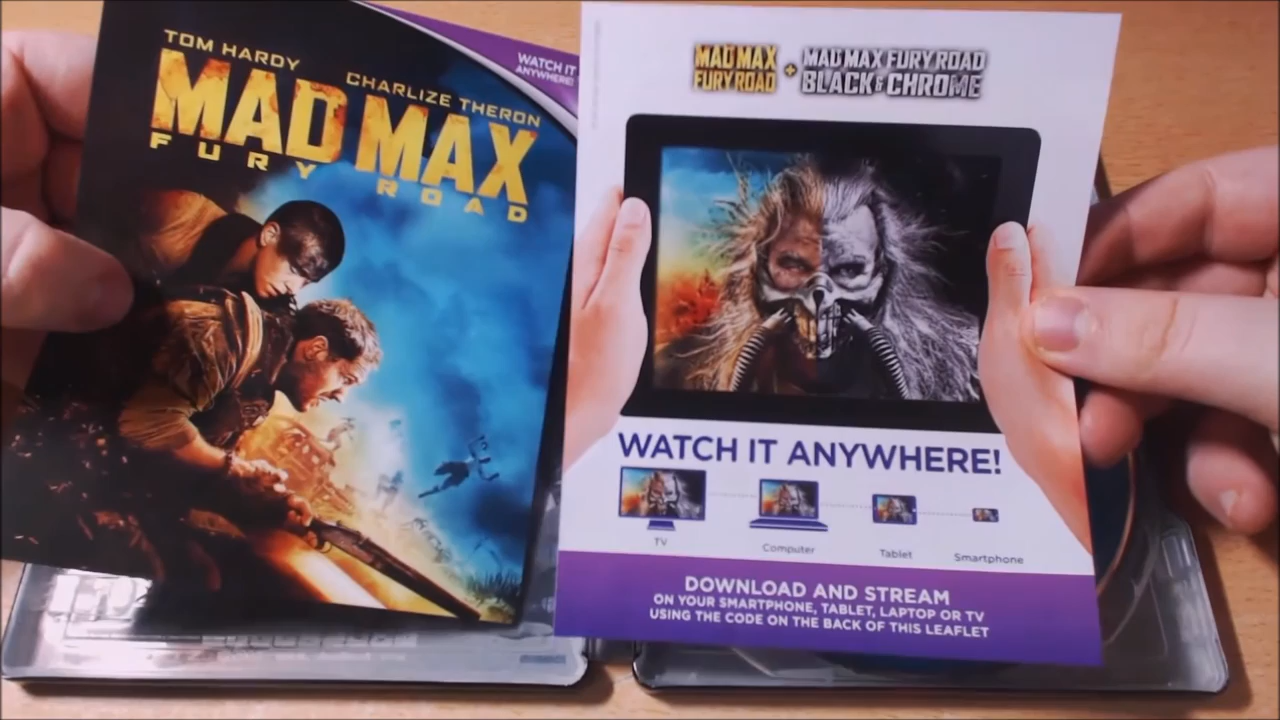 TOM HARDY
CHARLIZE THERON
MAD MAX
FURY ROAD
WATCH IT
ANYWHERE!
MAD MAX
FURY ROAD
+
MAD MAX FURY ROAD
BLACK & CHROME
WATCH IT ANYWHERE!
TV
Computer
Tablet
Smartphone
DOWNLOAD AND STREAM
ON YOUR SMARTPHONE, TABLET, LAPTOP OR TV
USING THE CODE ON THE BACK OF THIS LEAFLET